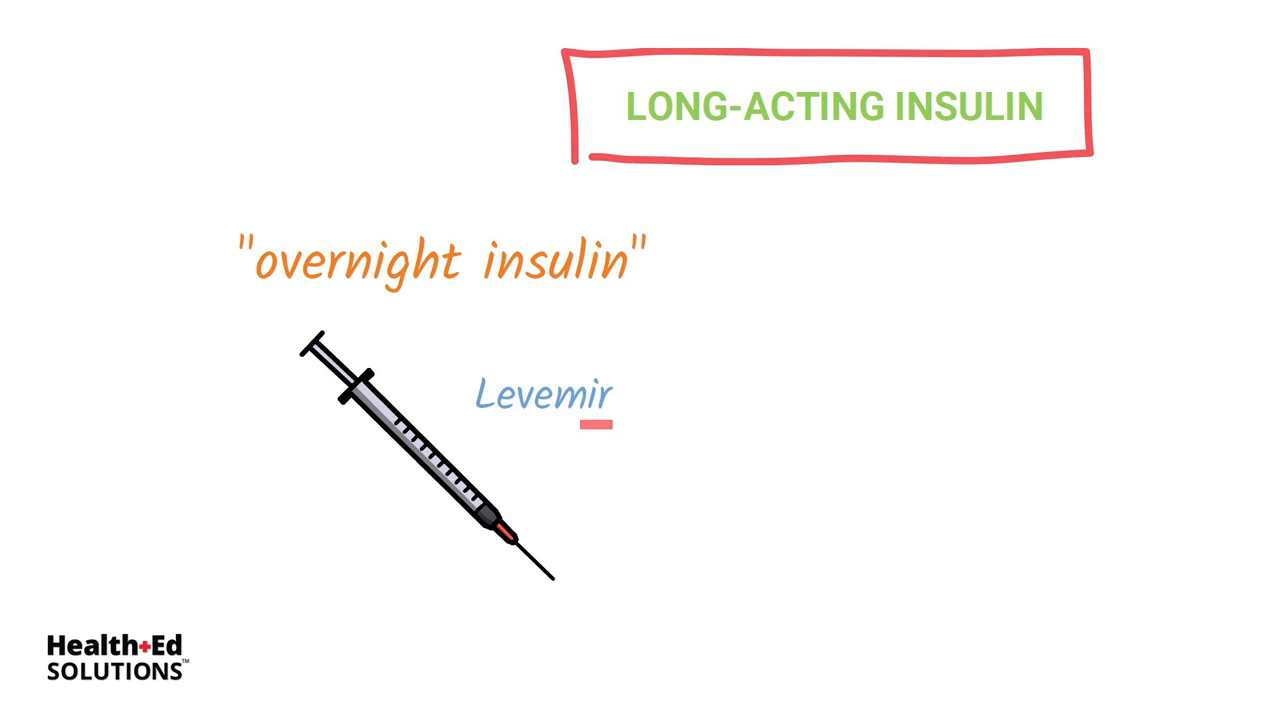 LONG-ACTING INSULIN
"overnight insulin"
Levemir
Health+Ed
SOLUTIONS™